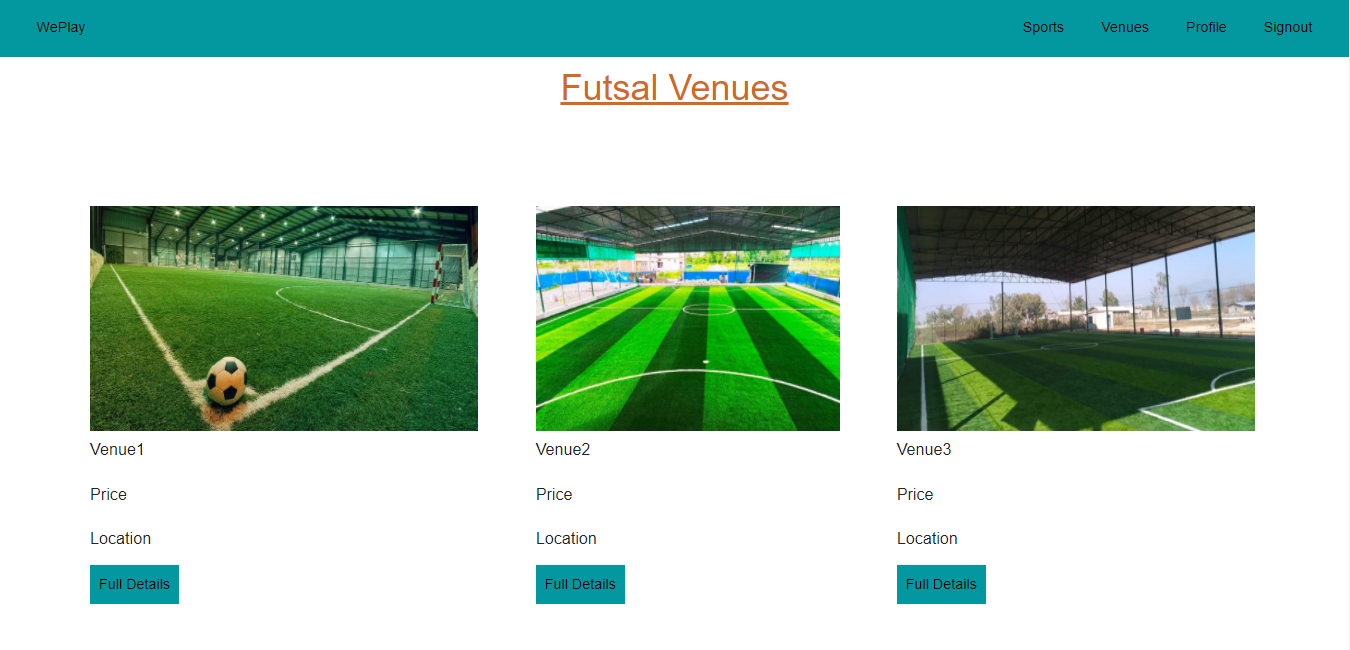 WePlay Sports Venues Profile Signout
Futsal Venues
Venue1
Price
Location
Full Details
Venue2
Price
Location
Full Details
Venue3
Price
Location
Full Details